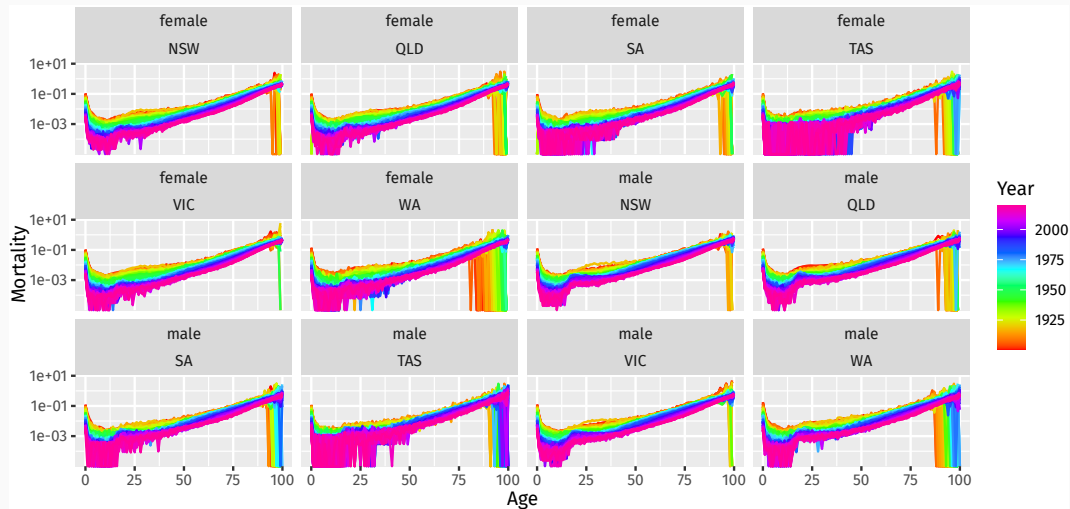 female female female female
NSW QLD SA TAS
1e+01
1e-01
1e-03
female female male male
VIC WA NSW QLD
1e+01
1e-01
1e-03
male male male male
SA TAS VIC WA
1e+01
1e-01
1e-03
0 25 50 75 100 0 25 50 75 100 0 25 50 75 100 0 25 50 75 100
Age
Mortality
Year
2000
1975
1950
1925